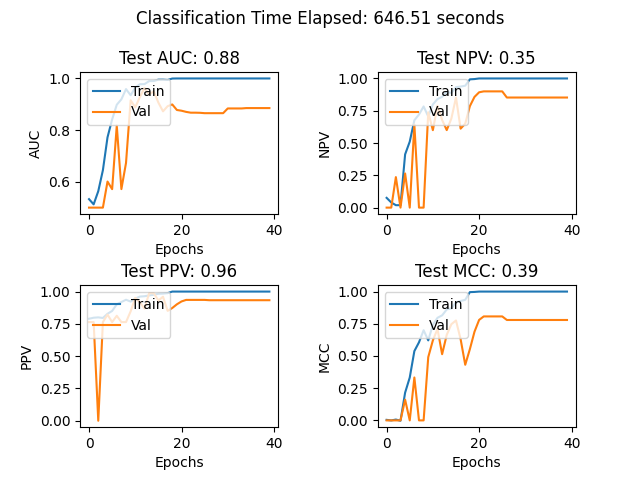 Classification Time Elapsed: 646.51 seconds
Test AUC: 0.88
1.0
0.8
0.6
AUC
Train
Val
0
20
40
Epochs
Test NPV: 0.35
1.00
0.75
0.50
0.25
0.00
NPV
Train
Val
0
20
40
Epochs
Test PPV: 0.96
1.00
0.75
0.50
0.25
0.00
PPV
Train
Val
0
20
40
Epochs
Test MCC: 0.39
1.00
0.75
0.50
0.25
0.00
MCC
Train
Val
0
20
40
Epochs